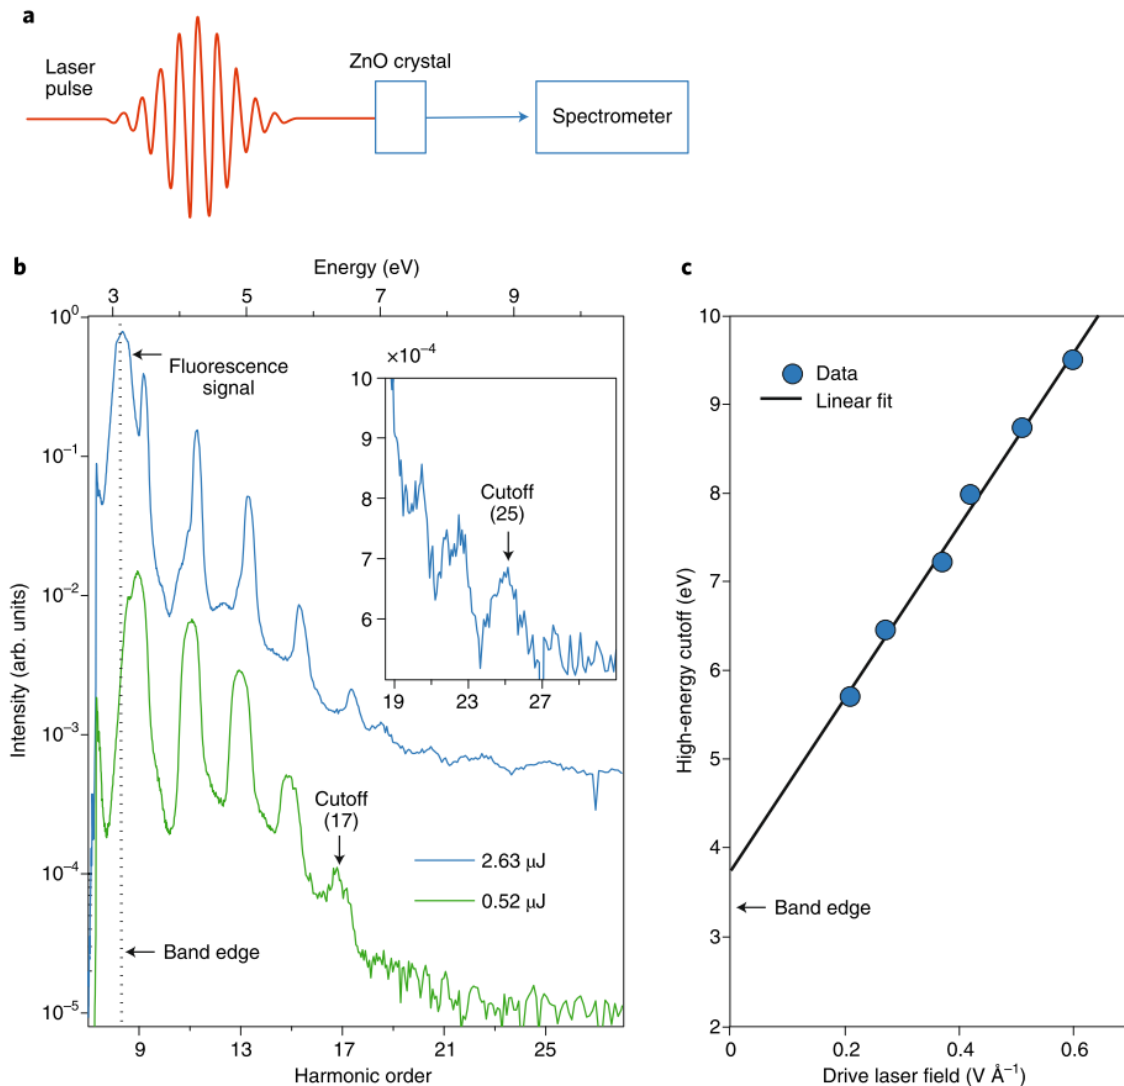 a
Laser
pulse
ZnO crystal
Spectrometer
b
Energy (eV)
3 5 7 9
10⁰
10⁻¹
10⁻²
10⁻³
10⁻⁴
10⁻⁵
Intensity (arb. units)
Fluorescence
signal
×10⁻⁴
10
9
8
7
6
Cutoff
(25)
19 23 27
Cutoff
(17)
2.63 μJ
0.52 μJ
Band edge
9 13 17 21 25
Harmonic order
c
10
9
8
7
6
5
4
3
2
High-energy cutoff (eV)
Data
Linear fit
Band edge
0 0.2 0.4 0.6
Drive laser field (V Å⁻¹)